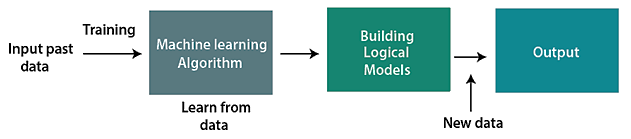 Input past
data
Training
Machine learning
Algorithm
Learn from
data
Building
Logical
Models
New data
Output